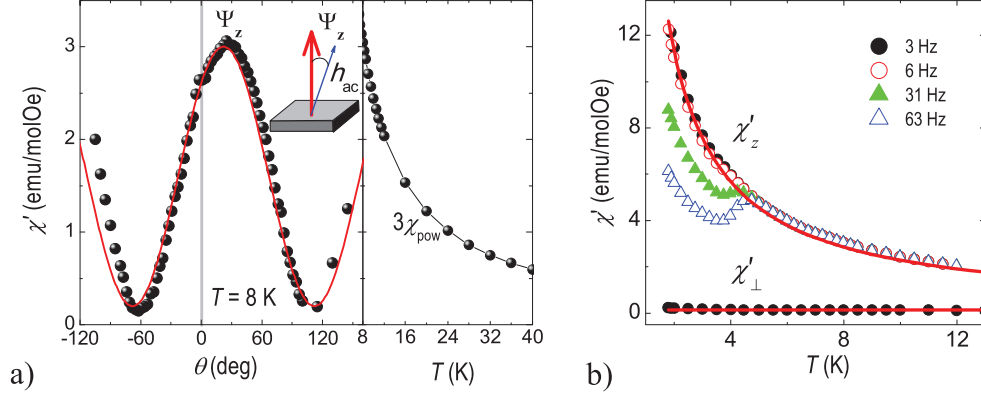 Ψz
Ψz
hac
χ' (emu/molOe)
3
2
1
0
T = 8 K
3χpow
-120
-60
0
60
120
8
16
24
32
40
θ (deg)
T (K)
a)
χ' (emu/molOe)
12
8
4
0
3 Hz
6 Hz
31 Hz
63 Hz
χ'z
χ'⊥
4
8
12
T (K)
b)